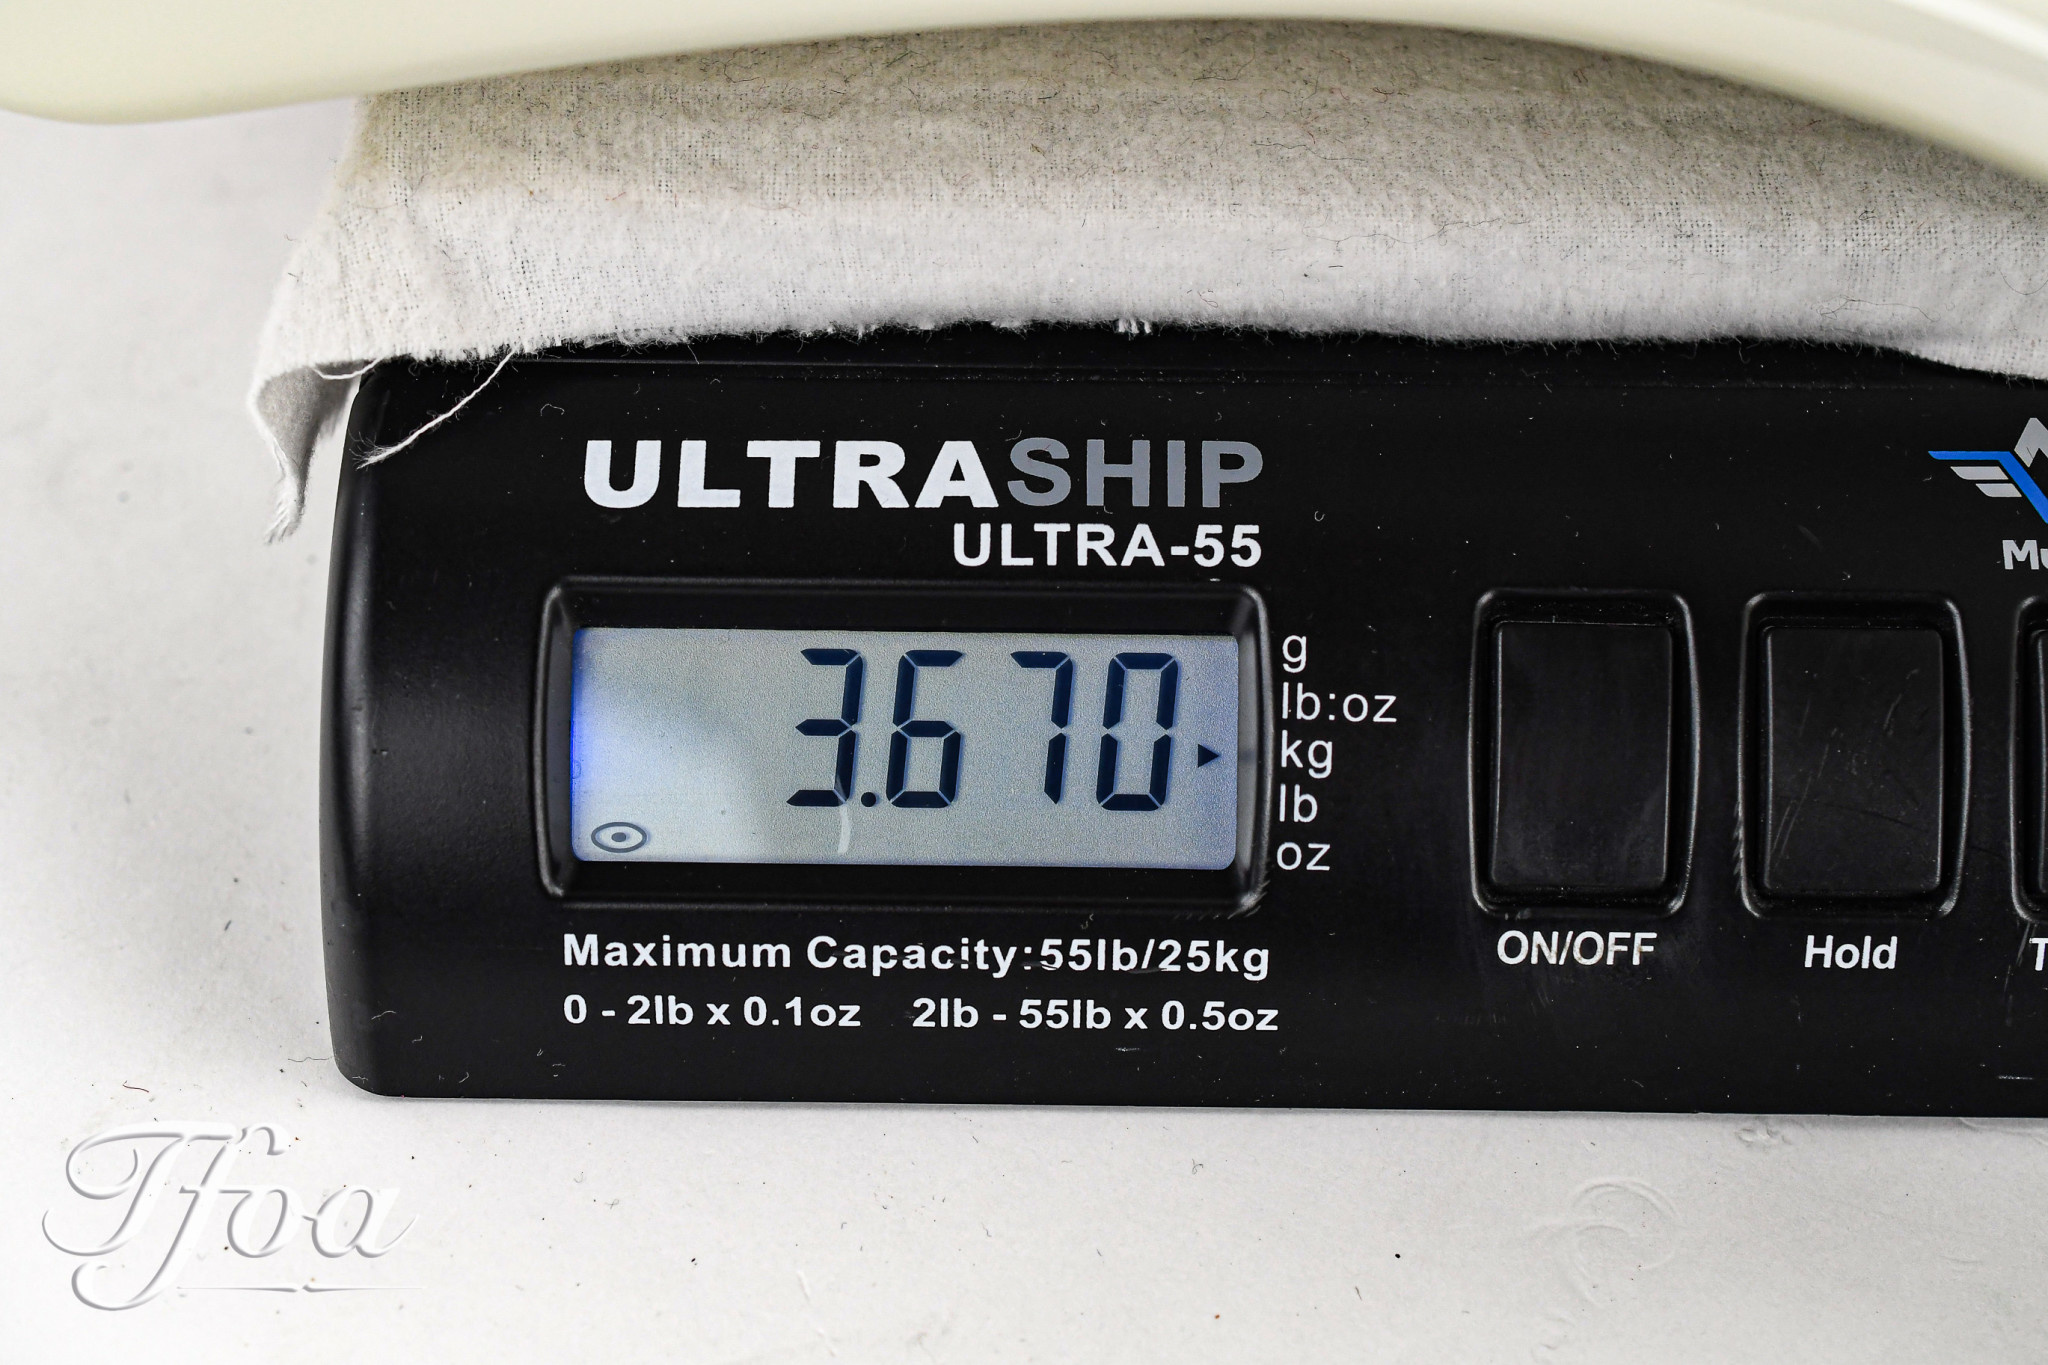 ULTRASHIP
ULTRA-55
3.670
g
lb:oz
kg
lb
oz
ON/OFF
Hold
Maximum Capacity:55lb/25kg
0 - 2lb x 0.1oz 2lb - 55lb x 0.5oz
Tfoa